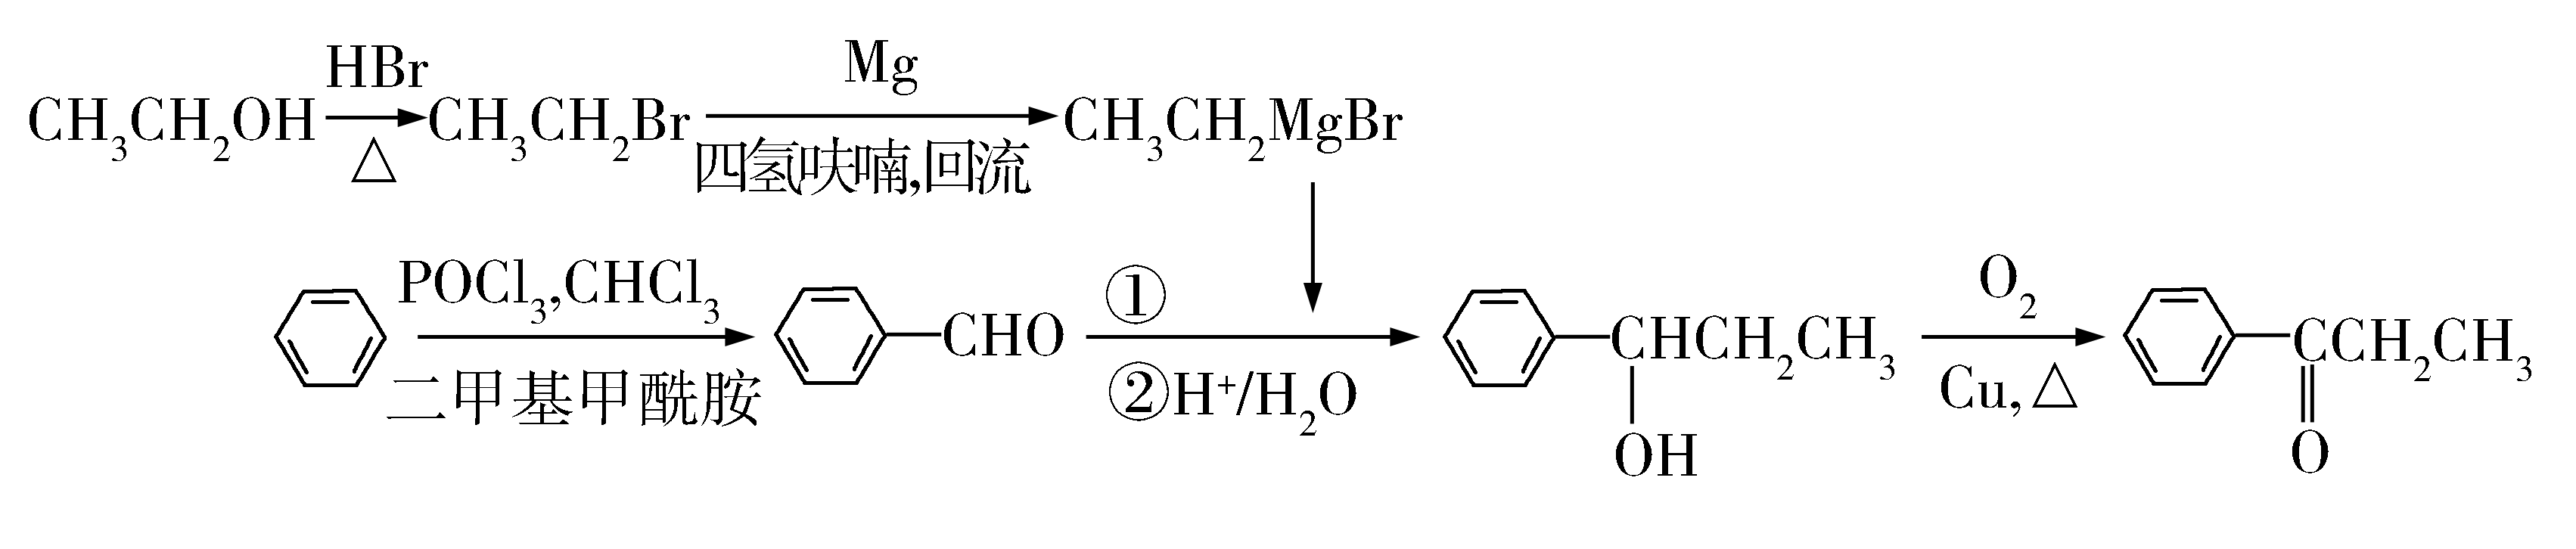 HBr Mg
CH₃CH₂OH CH₃CH₂Br CH₃CH₂MgBr
△ 四氢呋喃,回流
POCl₃,CHCl₃ ① O₂
CHO CHCH₂CH₃ CCH₂CH₃
二甲基甲酰胺 ②H⁺/H₂O Cu,△
OH O